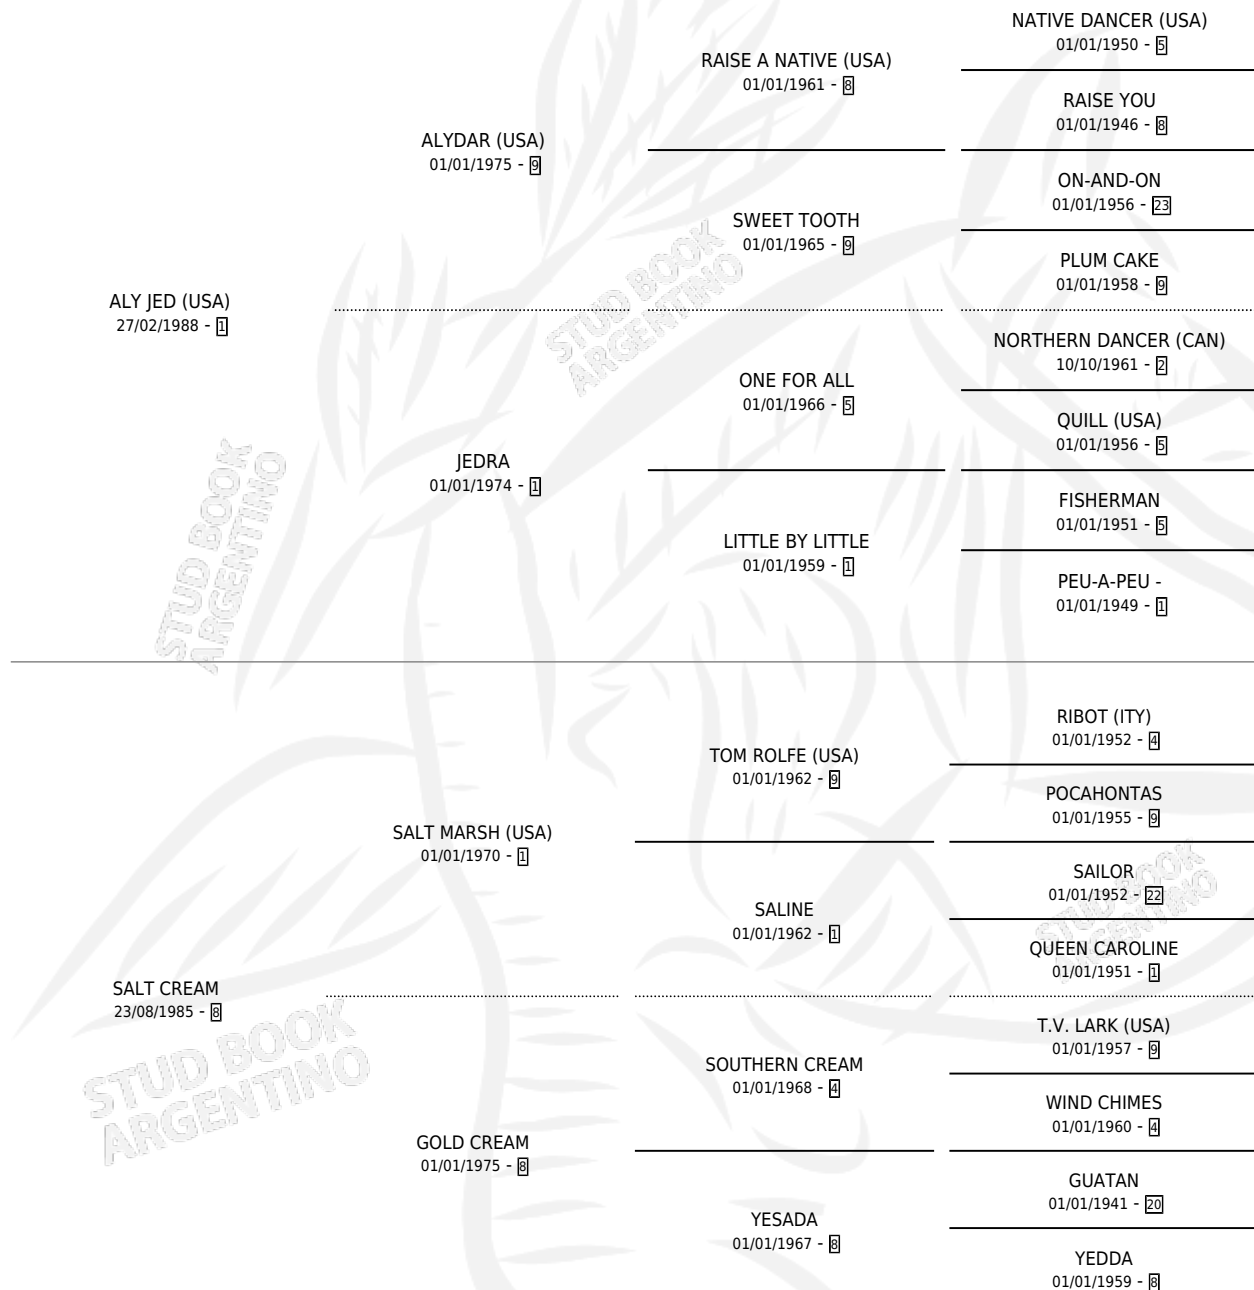 NATIVE DANCER (USA)
01/01/1950 - 5
RAISE A NATIVE (USA)
01/01/1961 - 8
RAISE YOU
01/01/1946 - 8
ALYDAR (USA)
01/01/1975 - 9
ON-AND-ON
01/01/1956 - 23
SWEET TOOTH
01/01/1965 - 9
PLUM CAKE
01/01/1958 - 9
ALY JED (USA)
27/02/1988 - 1
STUD BOOK
ARGENTINO
NORTHERN DANCER (CAN)
10/10/1961 - 2
ONE FOR ALL
01/01/1966 - 5
QUILL (USA)
01/01/1956 - 5
JEDRA
01/01/1974 - 1
FISHERMAN
01/01/1951 - 5
LITTLE BY LITTLE
01/01/1959 - 1
PEU-A-PEU -
01/01/1949 - 1
STUD BOOK
ARGENTINO
RIBOT (ITY)
01/01/1952 - 4
TOM ROLFE (USA)
01/01/1962 - 9
POCAHONTAS
01/01/1955 - 9
SALT MARSH (USA)
01/01/1970 - 1
SAILOR
01/01/1952 - 22
SALINE
01/01/1962 - 1
QUEEN CAROLINE
01/01/1951 - 1
STUD BOOK
ARGENTINO
SALT CREAM
23/08/1985 - 8
T.V. LARK (USA)
01/01/1957 - 9
SOUTHERN CREAM
01/01/1968 - 4
WIND CHIMES
01/01/1960 - 4
STUD BOOK
ARGENTINO
GOLD CREAM
01/01/1975 - 8
GUATAN
01/01/1941 - 20
YESADA
01/01/1967 - 8
YEDDA
01/01/1959 - 8